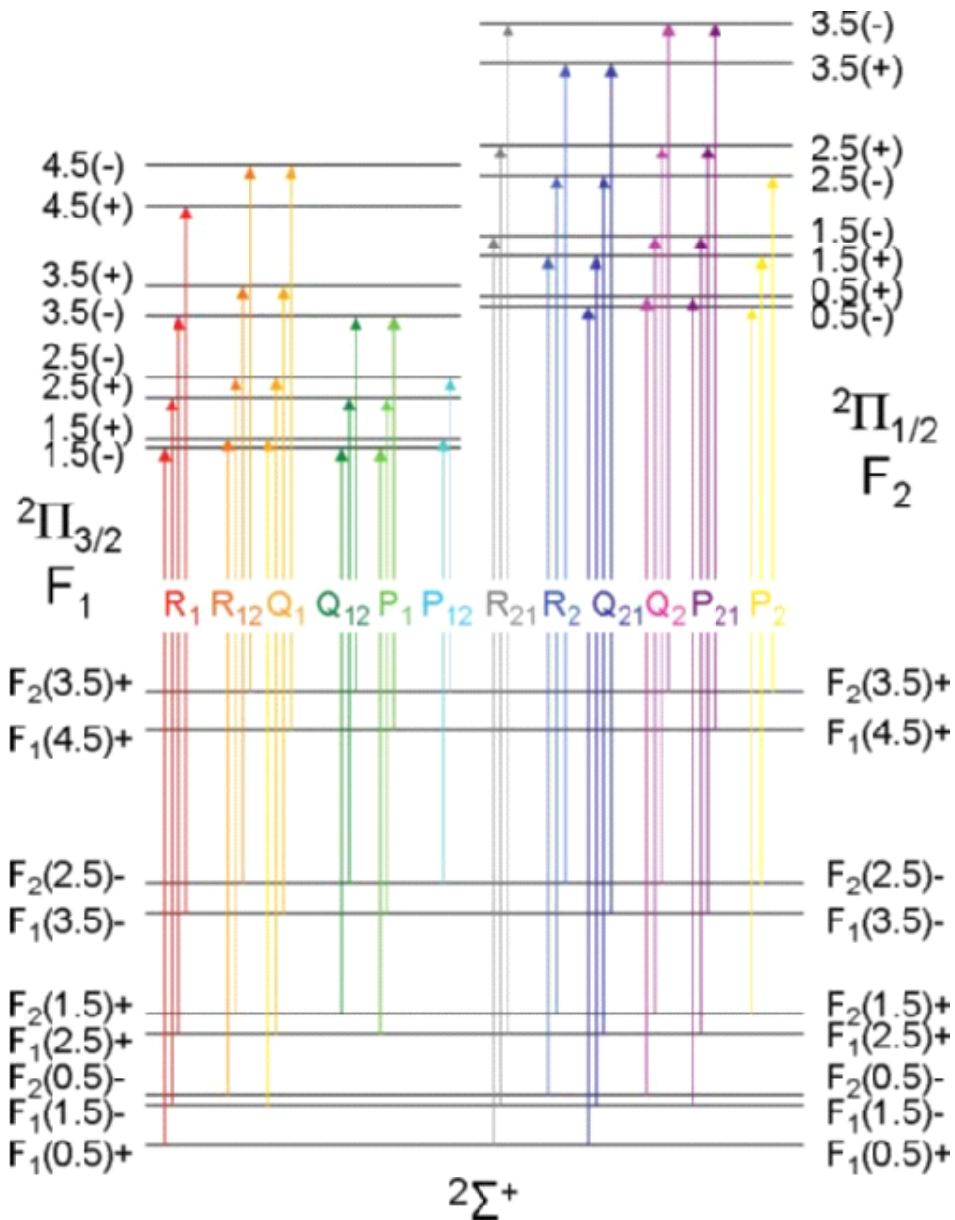 3.5(-)
3.5(+)
2.5(+)
2.5(-)
1.5(-)
1.5(+)
0.5(+)
0.5(-)
²Π₁/₂
F₂
4.5(-)
4.5(+)
3.5(+)
3.5(-)
2.5(-)
2.5(+)
1.5(+)
1.5(-)
²Π₃/₂
F₁
R₁ R₁₂ Q₁ Q₁₂ P₁ P₁₂ R₂₁ R₂ Q₂₁ Q₂ P₂₁ P₂
F₂(3.5)+ F₂(3.5)+
F₁(4.5)+ F₁(4.5)+
F₂(2.5)- F₂(2.5)-
F₁(3.5)- F₁(3.5)-
F₂(1.5)+ F₂(1.5)+
F₁(2.5)+ F₁(2.5)+
F₂(0.5)- F₂(0.5)-
F₁(1.5)- F₁(1.5)-
F₁(0.5)+ F₁(0.5)+
²Σ⁺